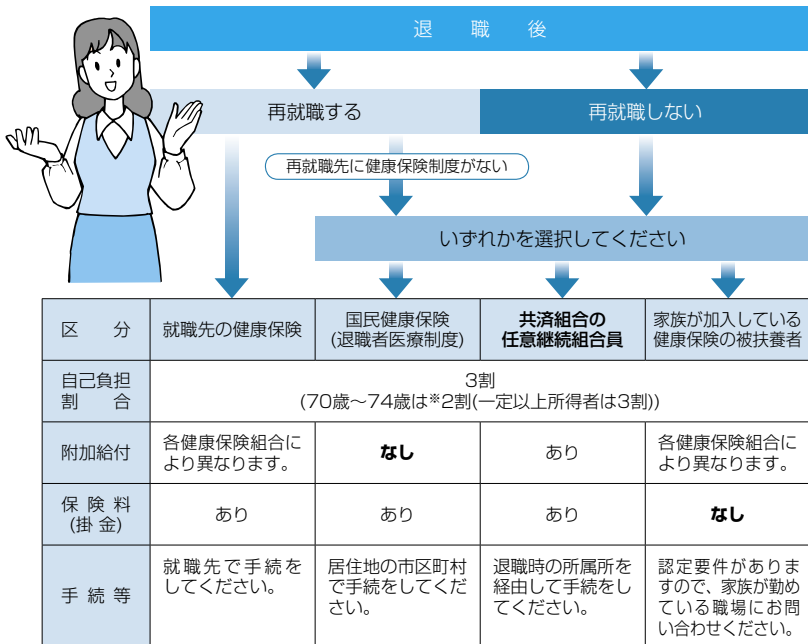 退 職 後
再就職する
再就職しない
再就職先に健康保険制度がない
いずれかを選択してください
区 分
就職先の健康保険
国民健康保険
(退職者医療制度)
共済組合の
任意継続組合員
家族が加入している
健康保険の被扶養者
自己負担
割 合
3割
(70歳〜74歳は※2割(一定以上所得者は3割))
附加給付
各健康保険組合に
より異なります。
なし
あり
各健康保険組合に
より異なります。
保 険 料
(掛 金)
あり
あり
あり
なし
手 続 等
就職先で手続を
してください。
居住地の市区町村
で手続をしてくだ
さい。
退職時の所属所を
経由して手続をし
てください。
認定要件がありま
すので、家族が勤め
ている職場にお問
い合わせください。